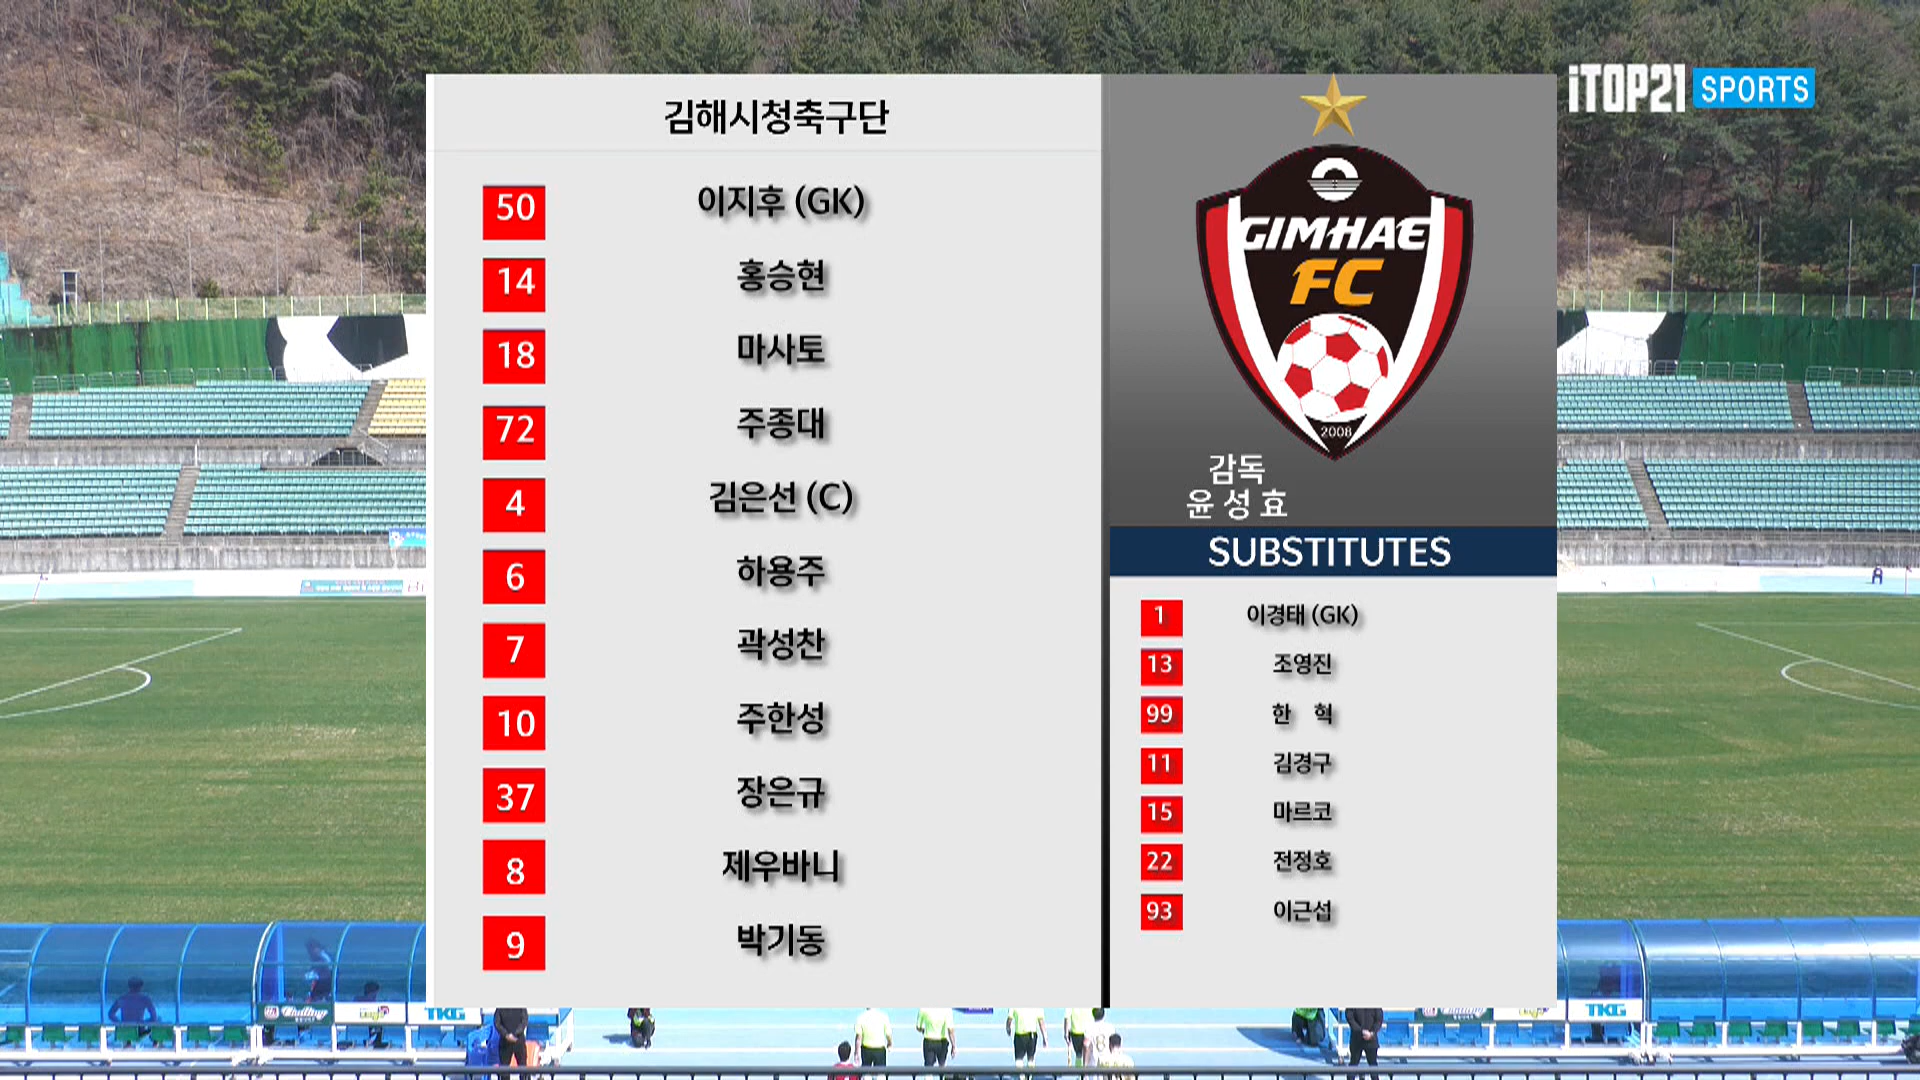 iTOP21 SPORTS
김해시청축구단
50 이지후 (GK)
14 홍승현
18 마사토
72 주종대
4 김은선 (C)
6 하용주
7 곽성찬
10 주한성
37 장은규
8 제우바니
9 박기동
GIMHAE
FC
2008
감독
윤성효
SUBSTITUTES
1 이경태 (GK)
13 조영진
99 한 혁
11 김경구
15 마르코
22 전정호
93 이근섭
TKG
TKG